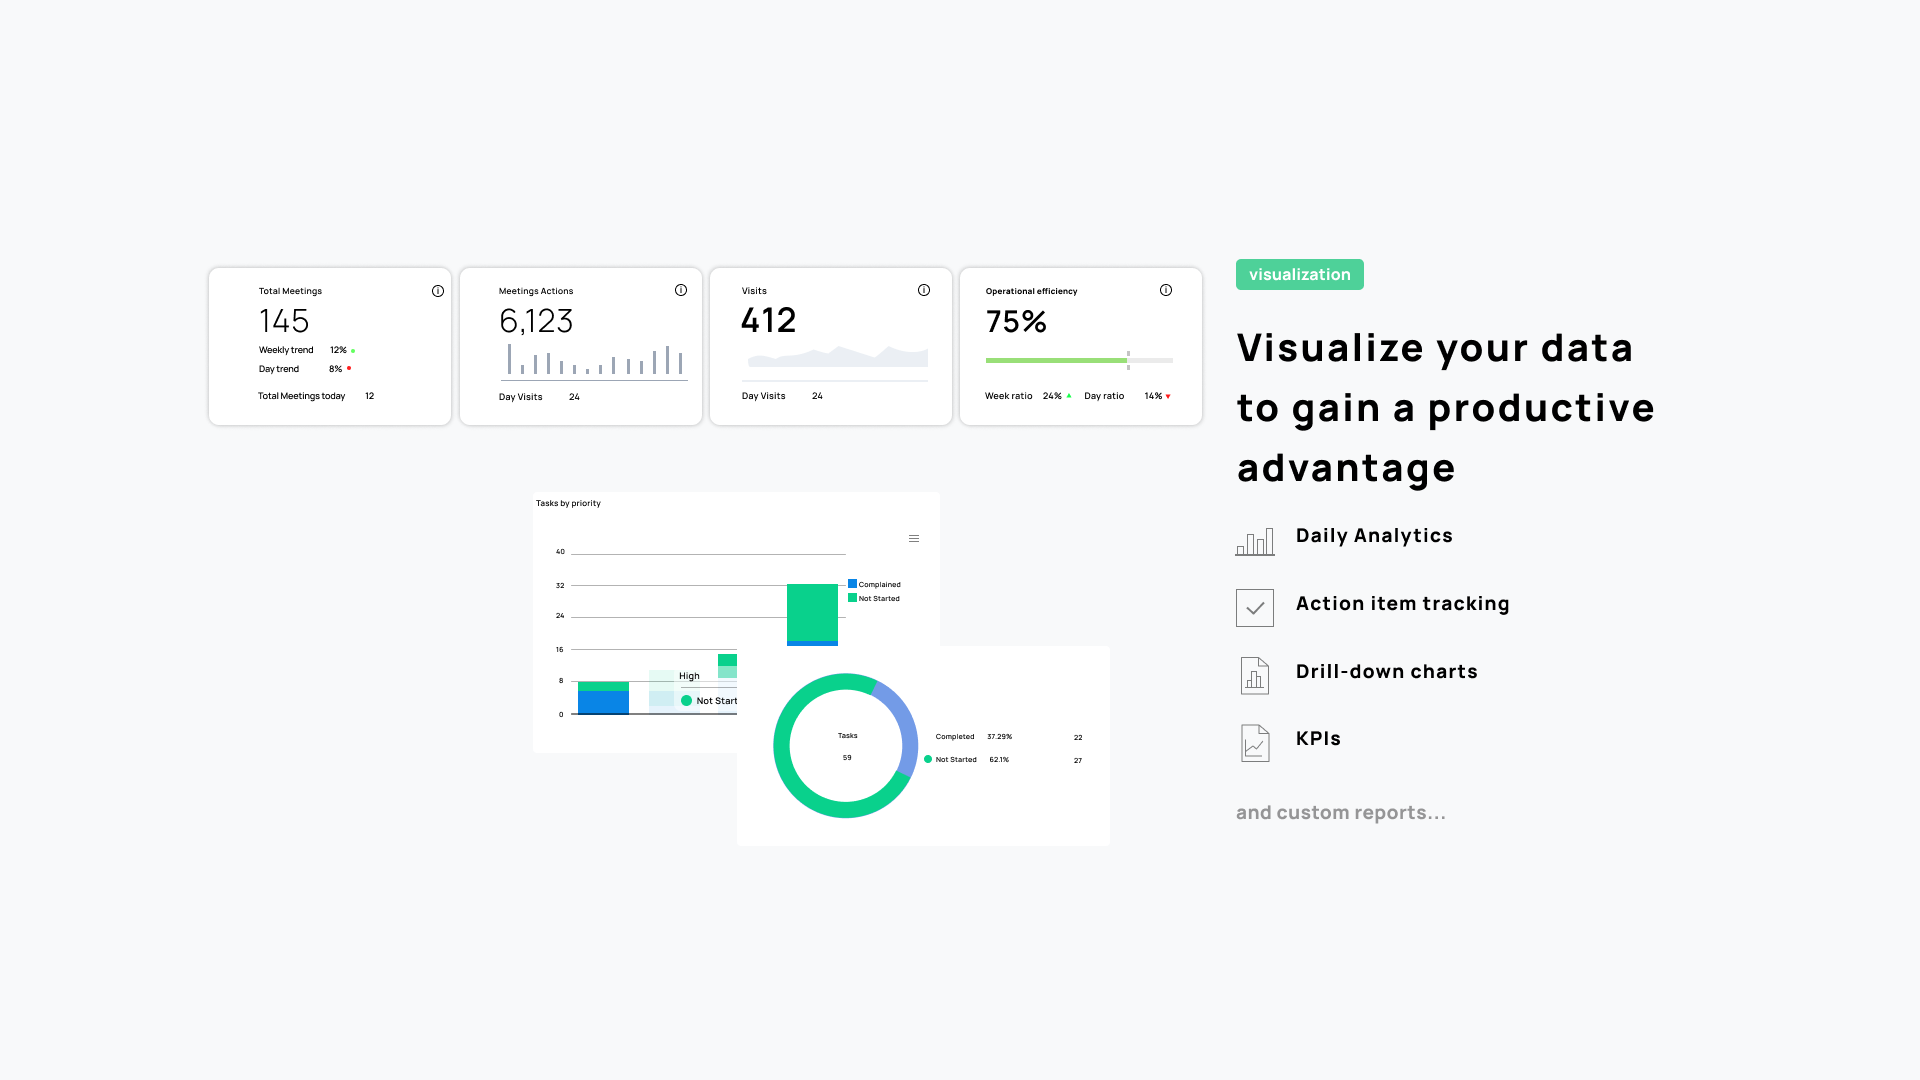 Total Meetings
145
Weekly trend 12%
Day trend 8%
Total Meetings today 12
Meetings Actions
6,123
Day Visits 24
Visits
412
Day Visits 24
Operational efficiency
75%
Week ratio 24% Day ratio 14%
visualization
Visualize your data
to gain a productive
advantage
Daily Analytics
Action item tracking
Drill-down charts
KPIs
and custom reports...
Tasks by priority
40
32
24
16
8
0
Complained
Not Started
High
Not Start
Tasks
59
Completed 37.29% 22
Not Started 62.1% 27